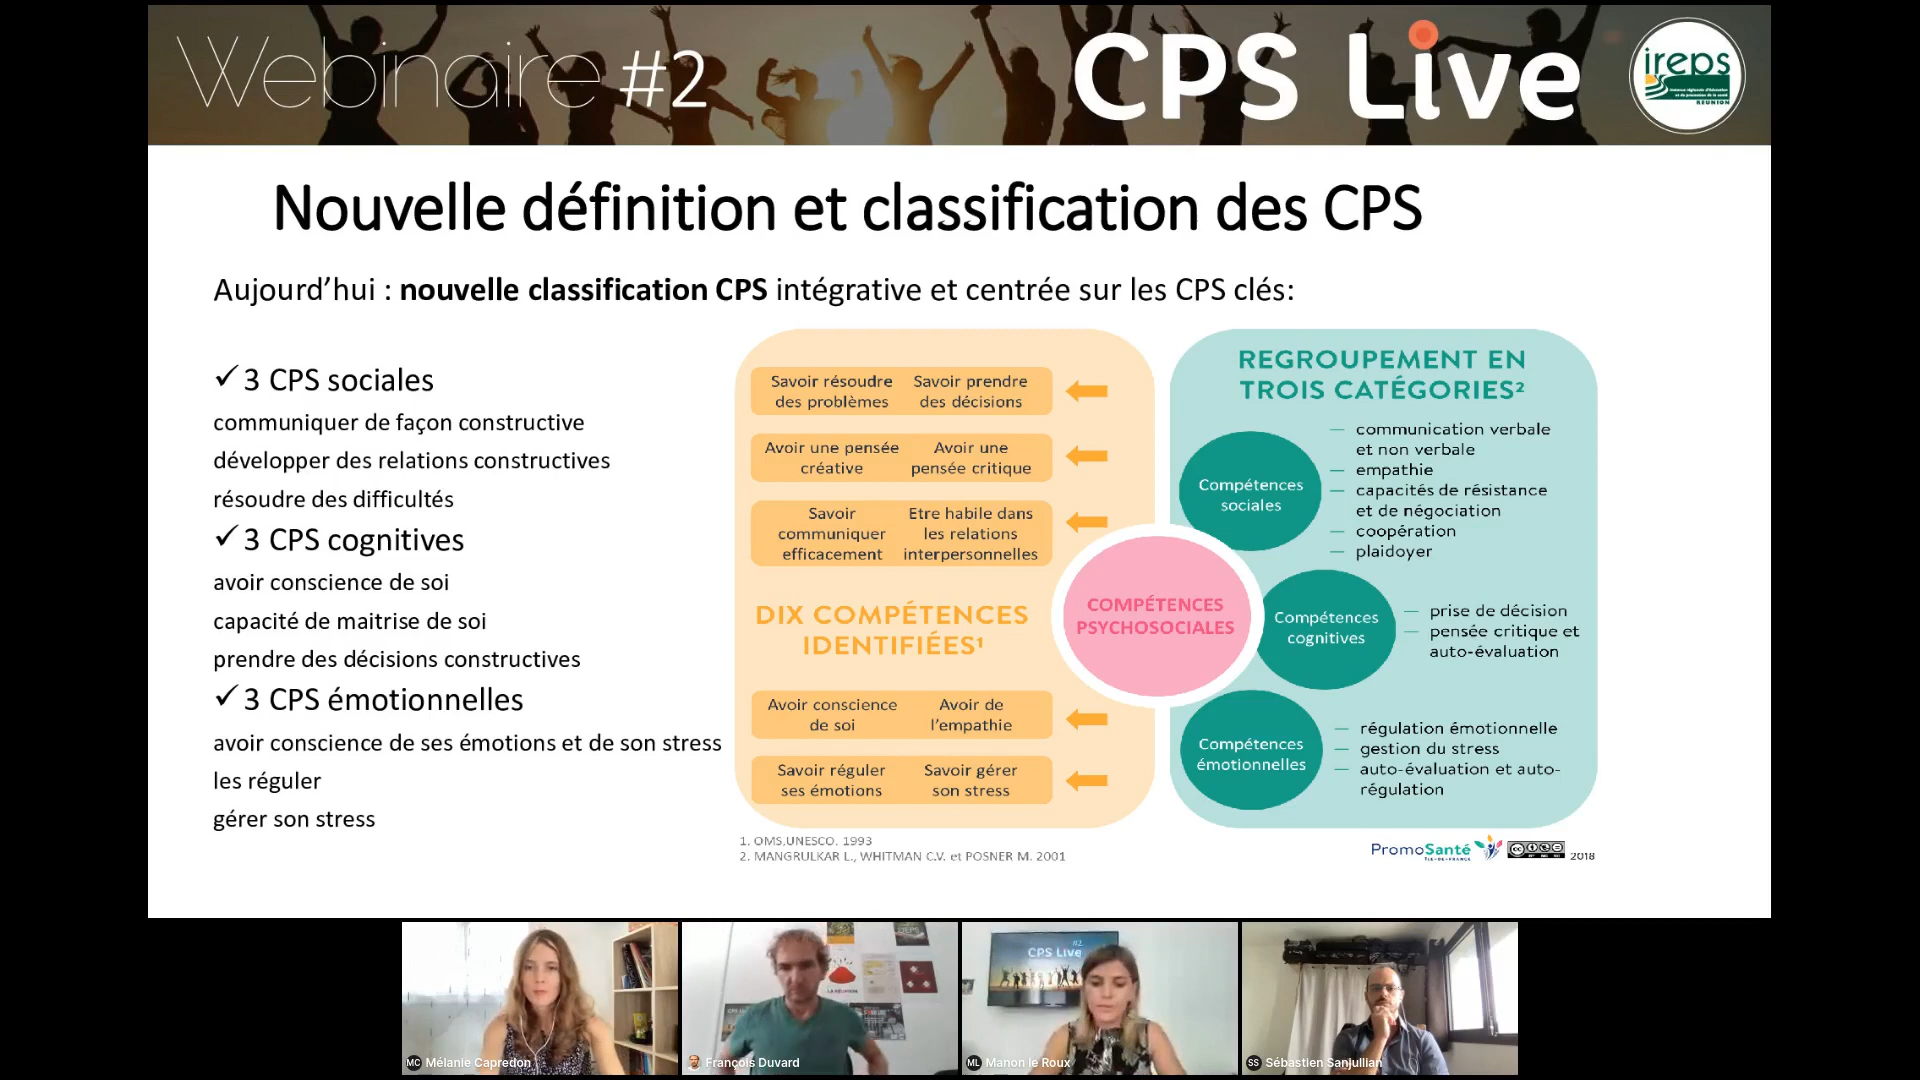 Webinaire #2
CPS Live
ireps
RÉUNION
Nouvelle définition et classification des CPS
Aujourd’hui : nouvelle classification CPS intégrative et centrée sur les CPS clés:
✓ 3 CPS sociales
communiquer de façon constructive
développer des relations constructives
résoudre des difficultés
✓ 3 CPS cognitives
avoir conscience de soi
capacité de maitrise de soi
prendre des décisions constructives
✓ 3 CPS émotionnelles
avoir conscience de ses émotions et de son stress
les réguler
gérer son stress
Savoir résoudre
des problèmes
Savoir prendre
des décisions
Avoir une pensée
créative
Avoir une
pensée critique
Savoir
communiquer
efficacement
Etre habile dans
les relations
interpersonnelles
DIX COMPÉTENCES
IDENTIFIÉES¹
Avoir conscience
de soi
Avoir de
l’empathie
Savoir réguler
ses émotions
Savoir gérer
son stress
COMPÉTENCES
PSYCHOSOCIALES
REGROUPEMENT EN
TROIS CATÉGORIES²
Compétences
sociales
— communication verbale
et non verbale
— empathie
— capacités de résistance
et de négociation
— coopération
— plaidoyer
Compétences
cognitives
— prise de décision
— pensée critique et
auto-évaluation
Compétences
émotionnelles
— régulation émotionnelle
— gestion du stress
— auto-évaluation et auto-
régulation
1. OMS,UNESCO. 1993
2. MANGRULKAR L., WHITMAN C.V. et POSNER M. 2001
PromoSanté
ÎLE-DE-FRANCE
2018
MC Mélanie Capredon
François Duvard
#2
CPS Live
ML Manon le Roux
SS Sébastien Sanjullian